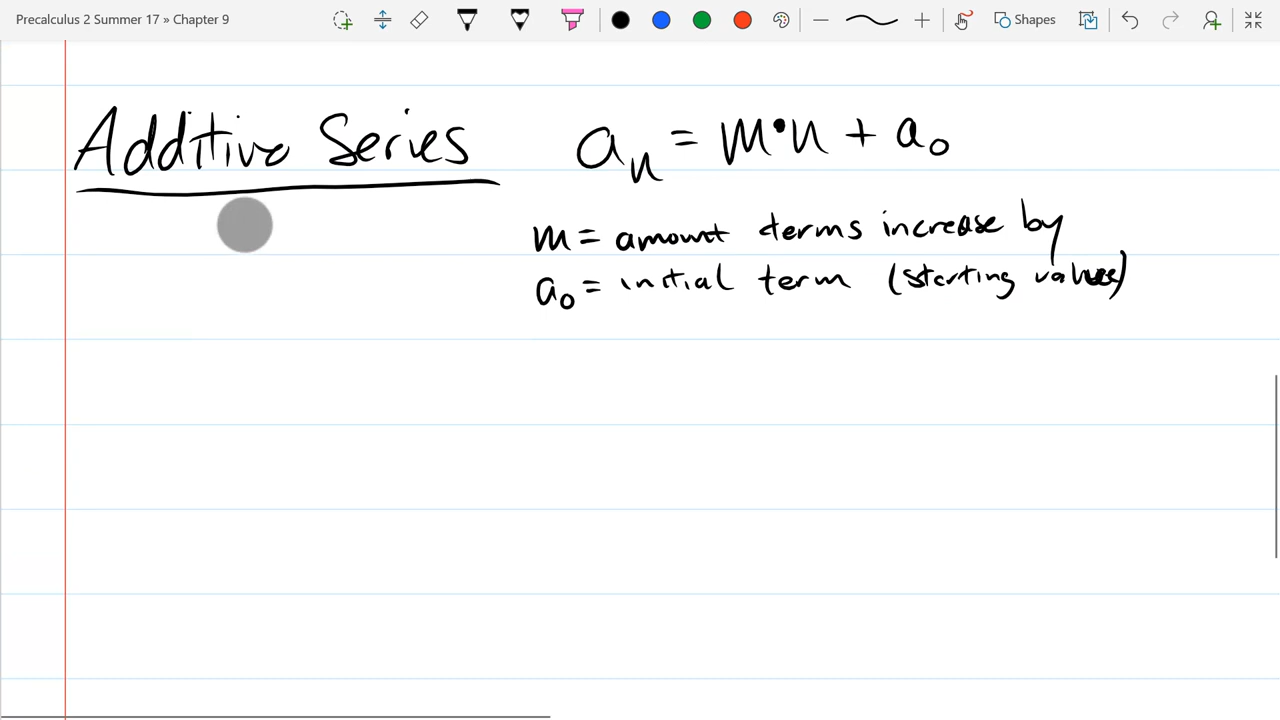 Precalculus 2 Summer 17 » Chapter 9
Shapes
Additive Series
aₙ = m•n + a₀
m = amount terms increase by
a₀ = initial term (starting value)